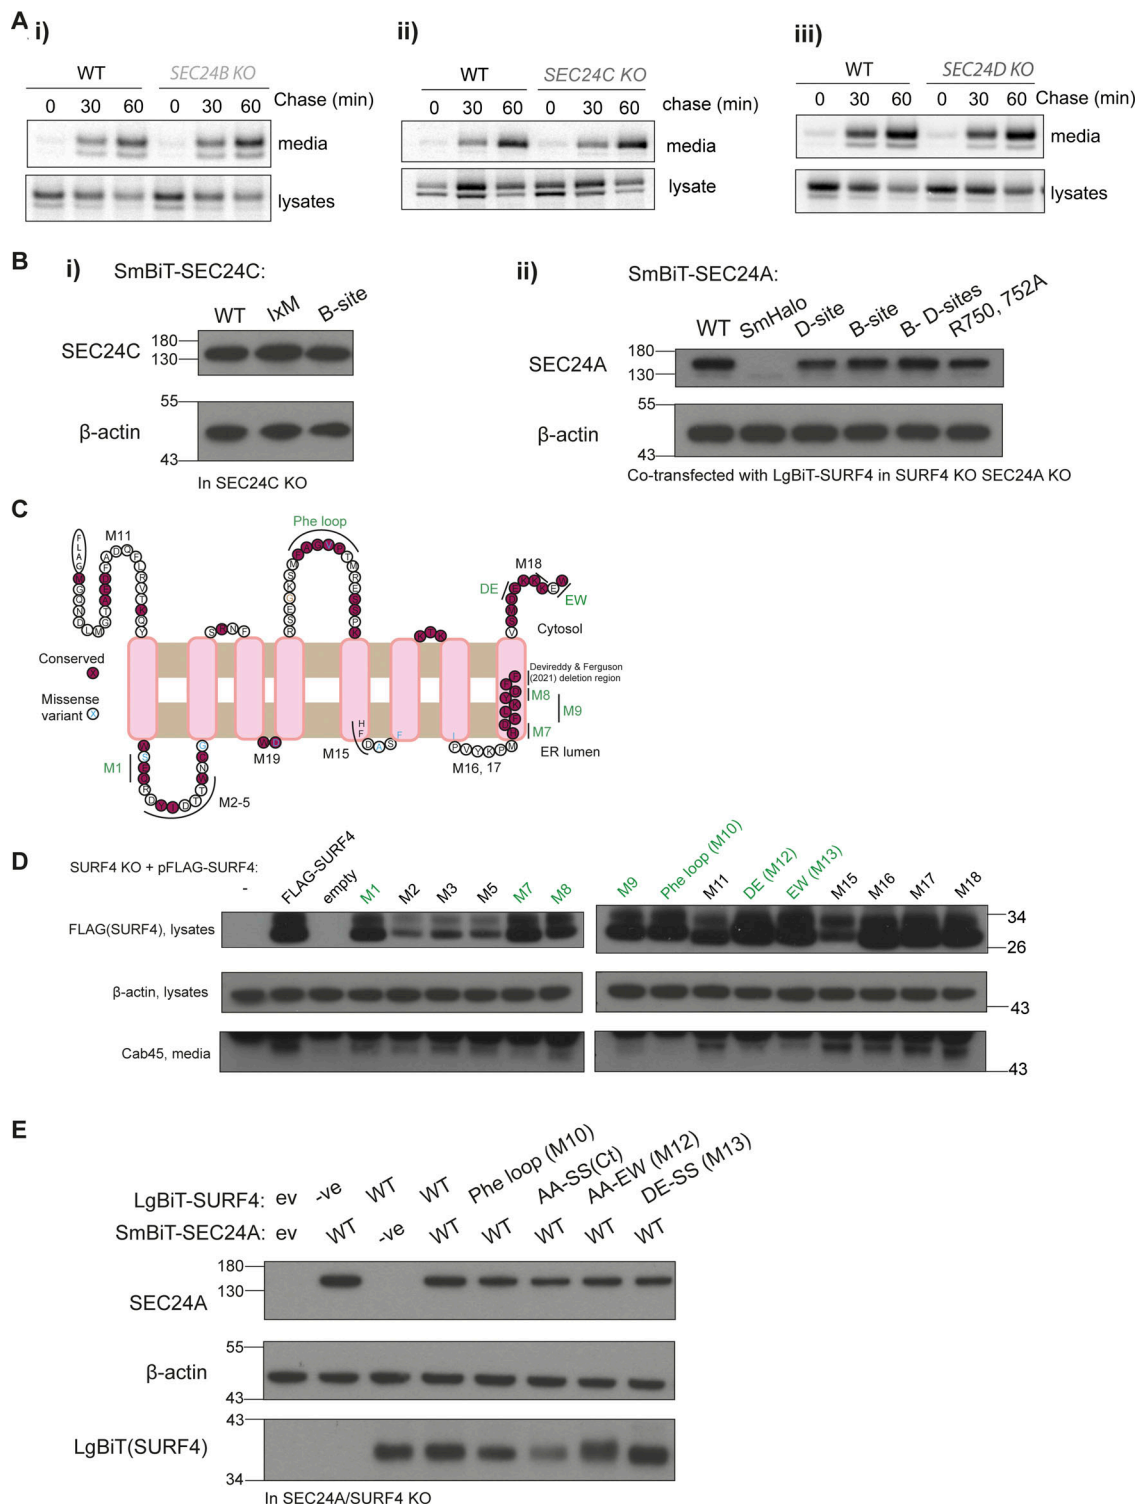 A
i)
WT
SEC24B KO
0 30 60 0 30 60 Chase (min)
media
lysates
ii)
WT
SEC24C KO
0 30 60 0 30 60 chase (min)
media
lysate
iii)
WT
SEC24D KO
0 30 60 0 30 60 Chase (min)
media
lysates
B
i)
SmBiT-SEC24C:
WT IxM B-site
SEC24C
180
130
55
β-actin
43
In SEC24C KO
ii)
SmBiT-SEC24A:
WT SmHalo D-site B-site B- D-sites R750, 752A
SEC24A
180
130
55
β-actin
43
Co-transfected with LgBiT-SURF4 in SURF4 KO SEC24A KO
C
FLAG
M11
Phe loop
M18
DE
EW
Cytosol
Conserved
X
Missense
variant
X
Devireddy & Ferguson
(2021) deletion region
M8
M9
M7
ER lumen
M1
M2-5
M19
M15
M16, 17
D
SURF4 KO + pFLAG-SURF4:
- FLAG-SURF4 empty M1 M2 M3 M5 M7 M8 M9 Phe loop (M10) M11 DE (M12) EW (M13) M15 M16 M17 M18
FLAG(SURF4), lysates
34
26
β-actin, lysates
43
Cab45, media
43
E
LgBiT-SURF4: ev -ve WT WT Phe loop (M10) AA-SS(Ct) AA-EW (M12) DE-SS (M13)
SmBiT-SEC24A: ev WT -ve WT WT WT WT WT
180
130
SEC24A
55
β-actin
43
43
LgBiT(SURF4)
34
In SEC24A/SURF4 KO